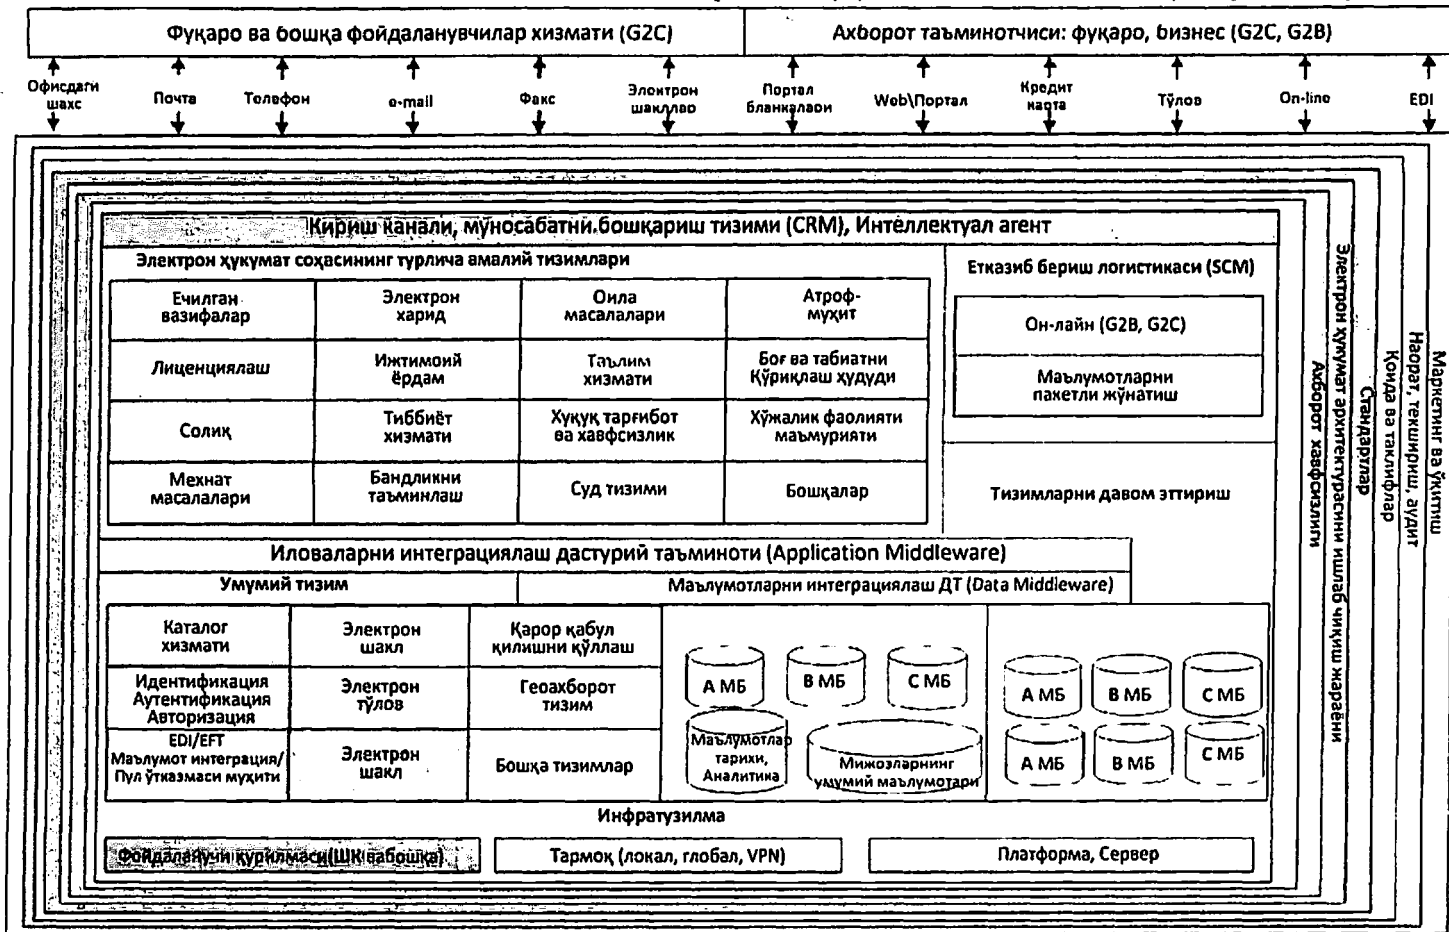 Фуқаро ва бошқа фойдаланувчилар хизмати (G2C)
Ахборот таъминотчиси: фуқаро, бизнес (G2C, G2B)
Офисдаги
шахс
Почта
Телефон
e-mail
Факс
Электрон
шакллар
Портал
бланкалари
Web\Портал
Кредит
карта
Тўлов
On-line
EDI
Кириш канали, муносабатни бошқариш тизими (CRM), Интеллектуал агент
Электрон ҳукумат соҳасининг турлича амалий тизимлари
Ечилган
вазифалар
Электрон
харид
Оила
масалалари
Атроф-
муҳит
Лиценциялаш
Ижтимоий
ёрдам
Таълим
хизмати
Боғ ва табиатни
Қўриқлаш ҳудуди
Солиқ
Тиббиёт
хизмати
Ҳуқуқ тарғибот
ва хавфсизлик
Хўжалик фаолияти
маъмурияти
Мехнат
масалалари
Бандликни
таъминлаш
Суд тизими
Бошқалар
Етказиб бериш логистикаси (SCM)
Он-лайн (G2B, G2C)
Маълумотларни
пакетли жўнатиш
Тизимларни давом эттириш
Иловаларни интеграциялаш дастурий таъминоти (Application Middleware)
Умумий тизим
Маълумотларни интеграциялаш ДТ (Data Middleware)
Каталог
хизмати
Электрон
шакл
Қарор қабул
қилишни қўллаш
Идентификация
Аутентификация
Авторизация
Электрон
тўлов
Геоахборот
тизим
EDI/EFT
Маълумот интеграция/
Пул ўтказмаси муҳити
Электрон
шакл
Бошқа тизимлар
А МБ
В МБ
С МБ
Маълумотлар
тарихи,
Аналитика
Мижозларнинг
умумий маълумотари
А МБ
В МБ
С МБ
А МБ
В МБ
С МБ
Инфратузилма
Фойдаланучи қурилмаси(ШК вабошқа)
Тармоқ (локал, глобал, VPN)
Платформа, Сервер
Ахборот хавфсизлиги
Электрон ҳукумат архитектурасини ишлаб чиқиш жараёни
Стандартлар
Қоида ва таклифлар
Наорат, текшириш, аудит
Маркетинг ва ўқитиш